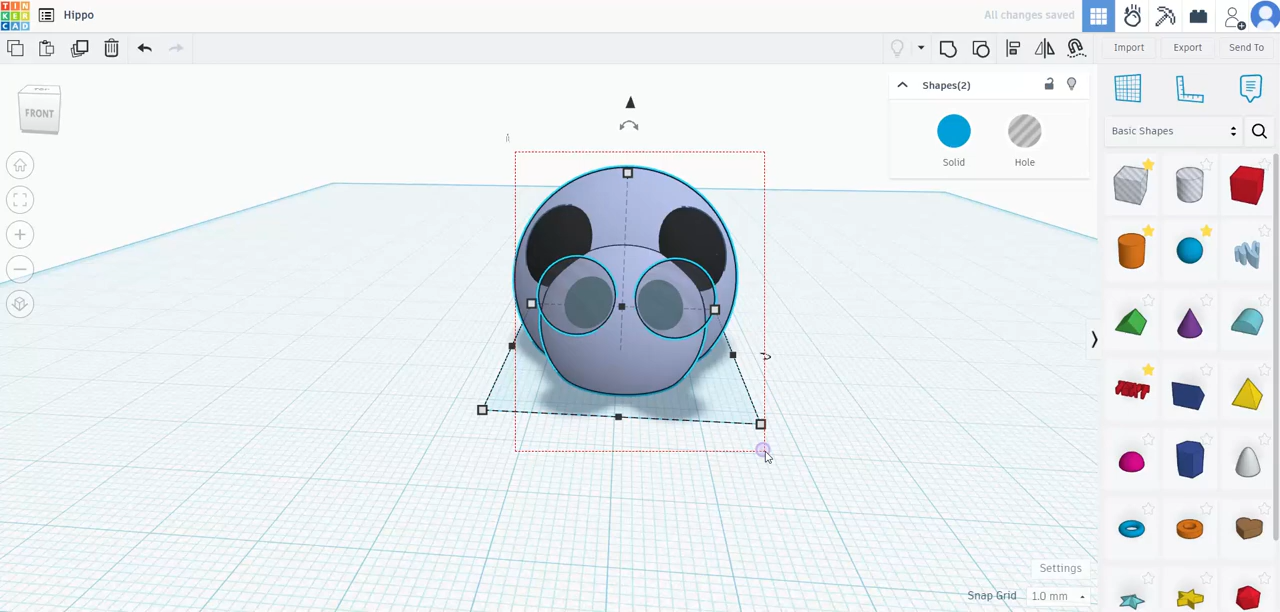 TIN
KER
CAD
Hippo
All changes saved
Import
Export
Send To
FRONT
Shapes(2)
Solid
Hole
Basic Shapes
TEXT
Settings
Snap Grid 1.0 mm